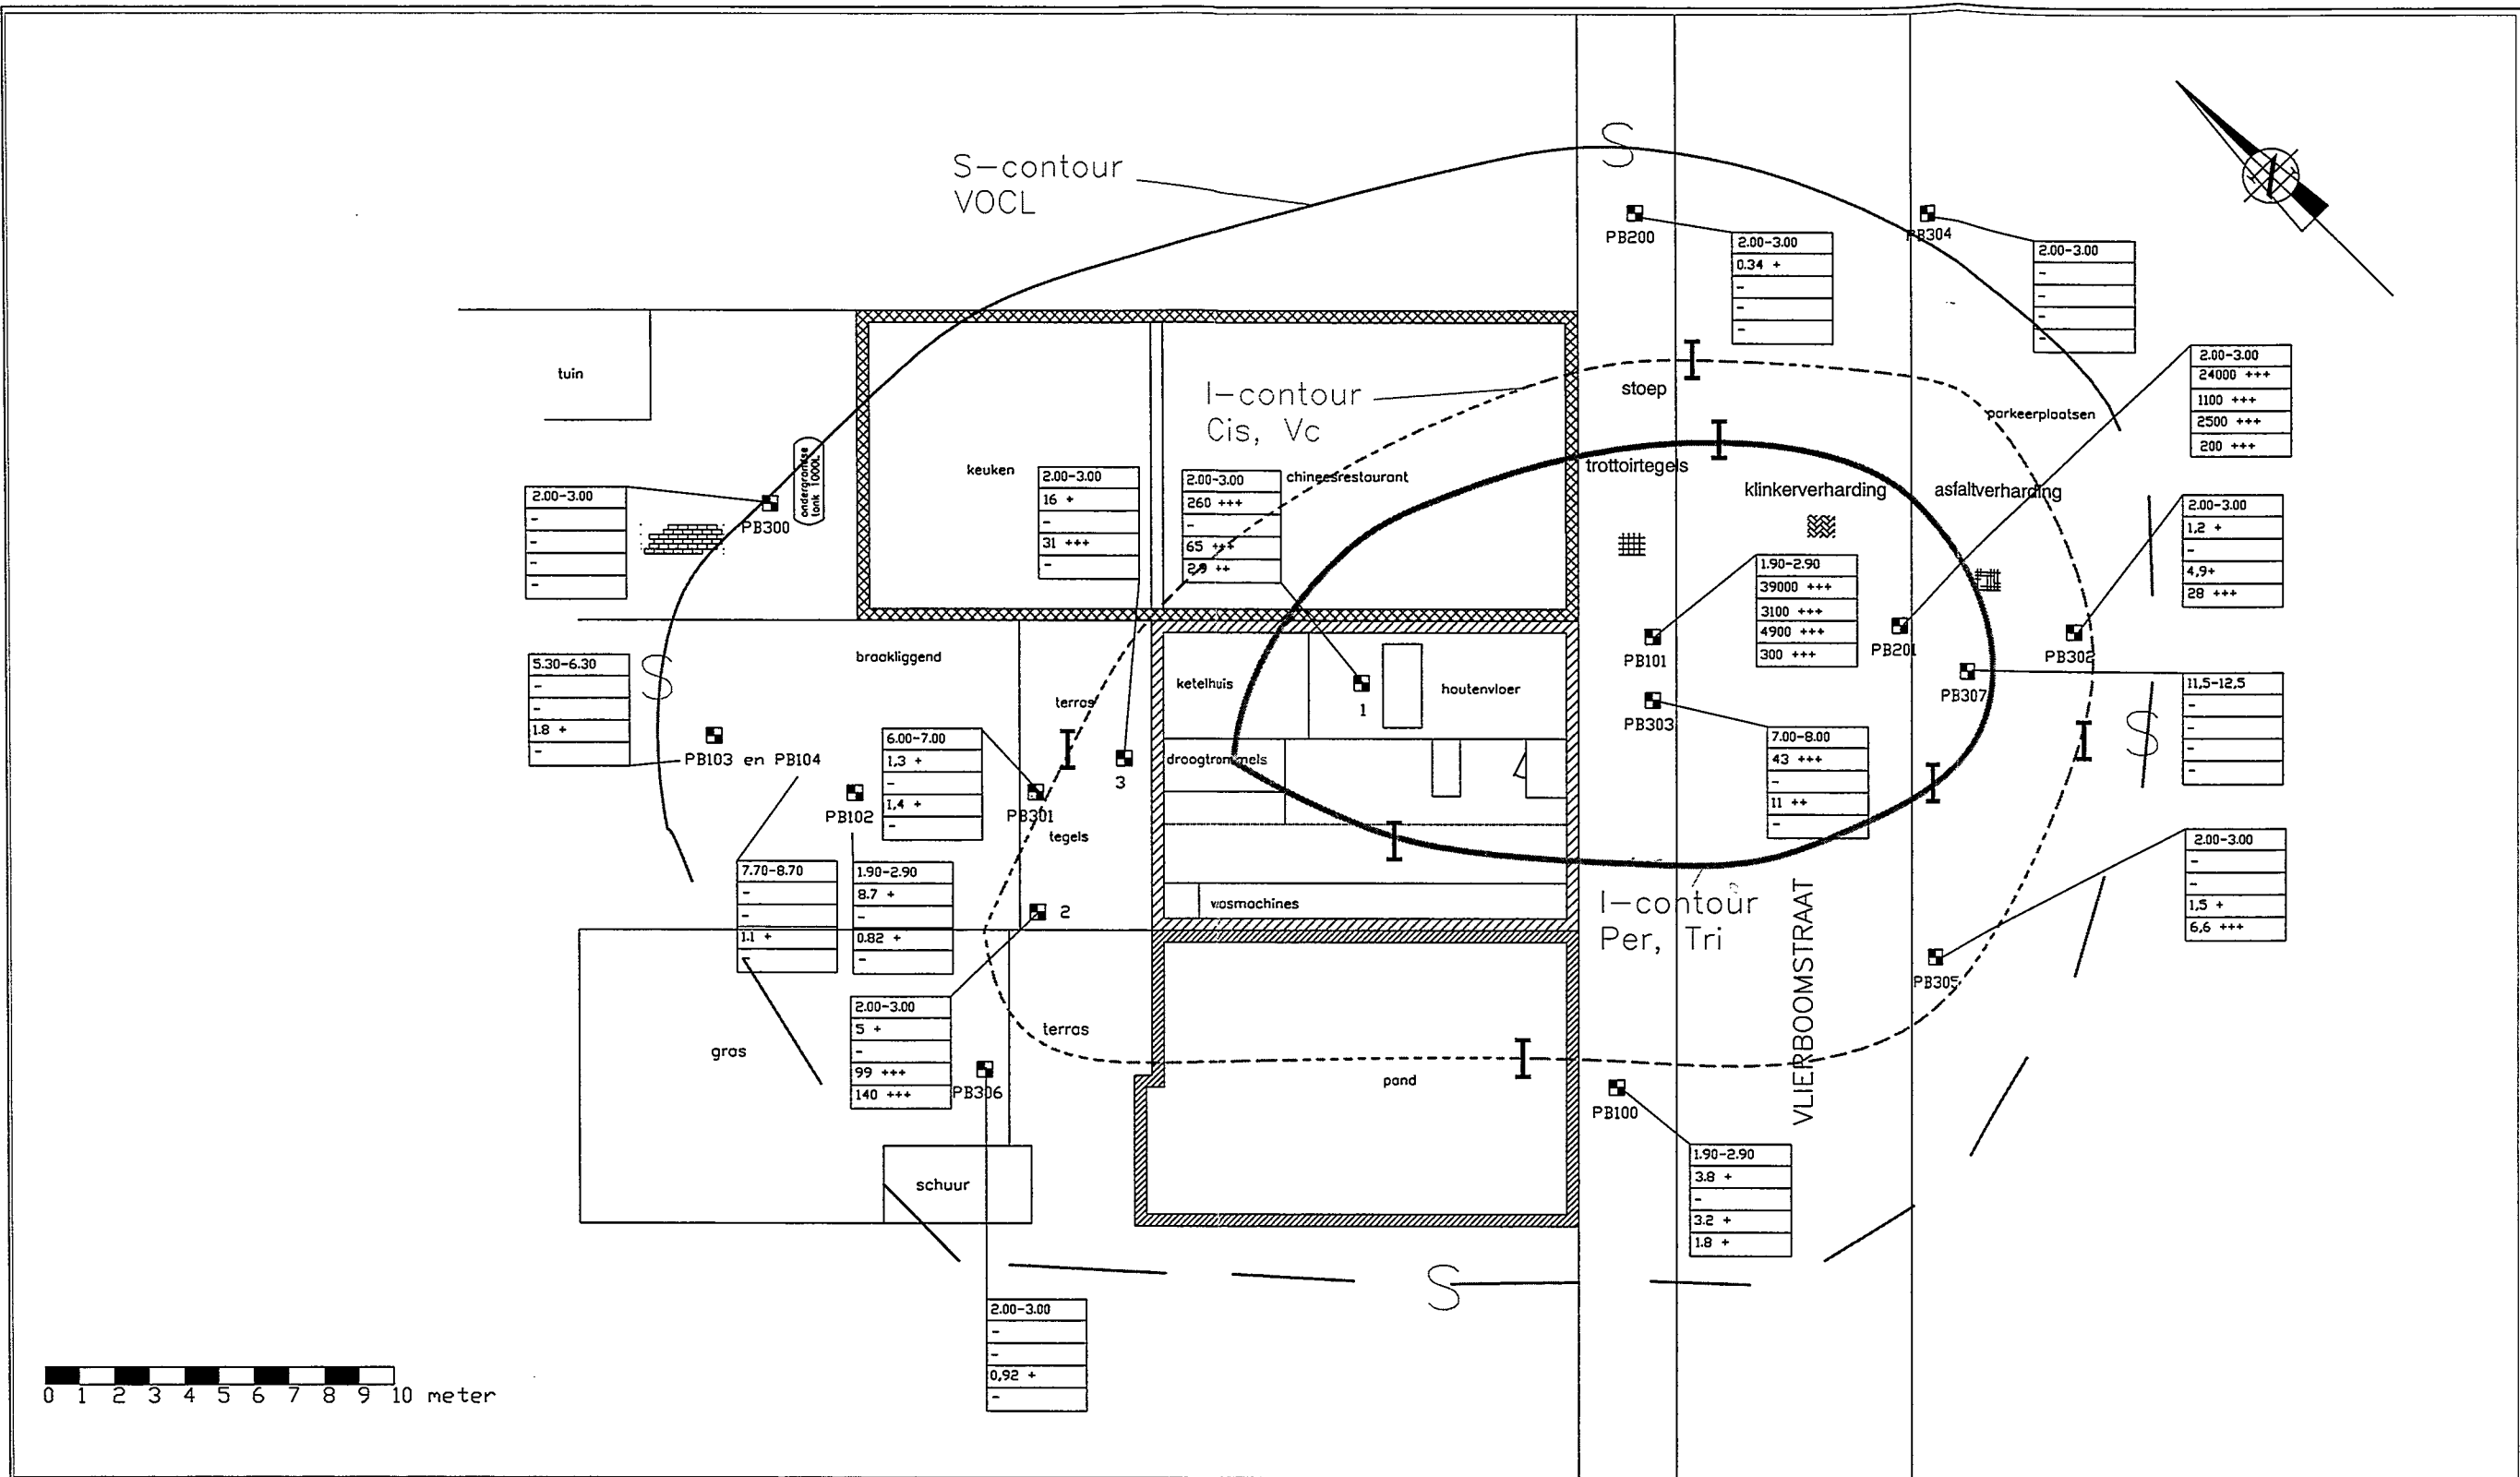 S-contour
VOCL
S
PB200
2.00-3.00
0.34 +
-
-
-
PB304
2.00-3.00
-
-
-
-
tuin
I-contour
Cis, Vc
I
stoep
parkeerplaatsen
2.00-3.00
24000 +++
1100 +++
2500 +++
200 +++
keuken
chineesrestaurant
I
trottoirtegels
klinkerverharding
asfaltverharding
ondergrondse
tank 1000L
2.00-3.00
-
-
-
-
PB300
2.00-3.00
16 +
-
31 +++
-
2.00-3.00
260 +++
-
65 +++
2,9 ++
2.00-3.00
1,2 +
-
4,9+
28 +++
1.90-2.90
39000 +++
3100 +++
4900 +++
300 +++
PB101
PB201
PB302
PB307
PB303
5.30-6.30
-
-
1.8 +
-
S
braakliggend
terras
ketelhuis
1
houtenvloer
11,5-12,5
-
-
-
-
S
PB103 en PB104
PB102
6.00-7.00
1,3 +
-
1,4 +
-
PB301
I
3
droogtrommels
7.00-8.00
43 +++
-
11 ++
-
I
I
tegels
I
7.70-8.70
-
-
1.1 +
-
1.90-2.90
8.7 +
-
0.82 +
-
2
wasmachines
I-contour
Per, Tri
VLIERBOOMSTRAAT
2.00-3.00
-
-
1,5 +
6,6 +++
PB305
2.00-3.00
5 +
-
99 +++
140 +++
terras
gras
PB306
I
pand
PB100
schuur
1.90-2.90
3.8 +
-
3.2 +
1.8 +
S
2.00-3.00
-
-
0,92 +
-
0 1 2 3 4 5 6 7 8 9 10 meter